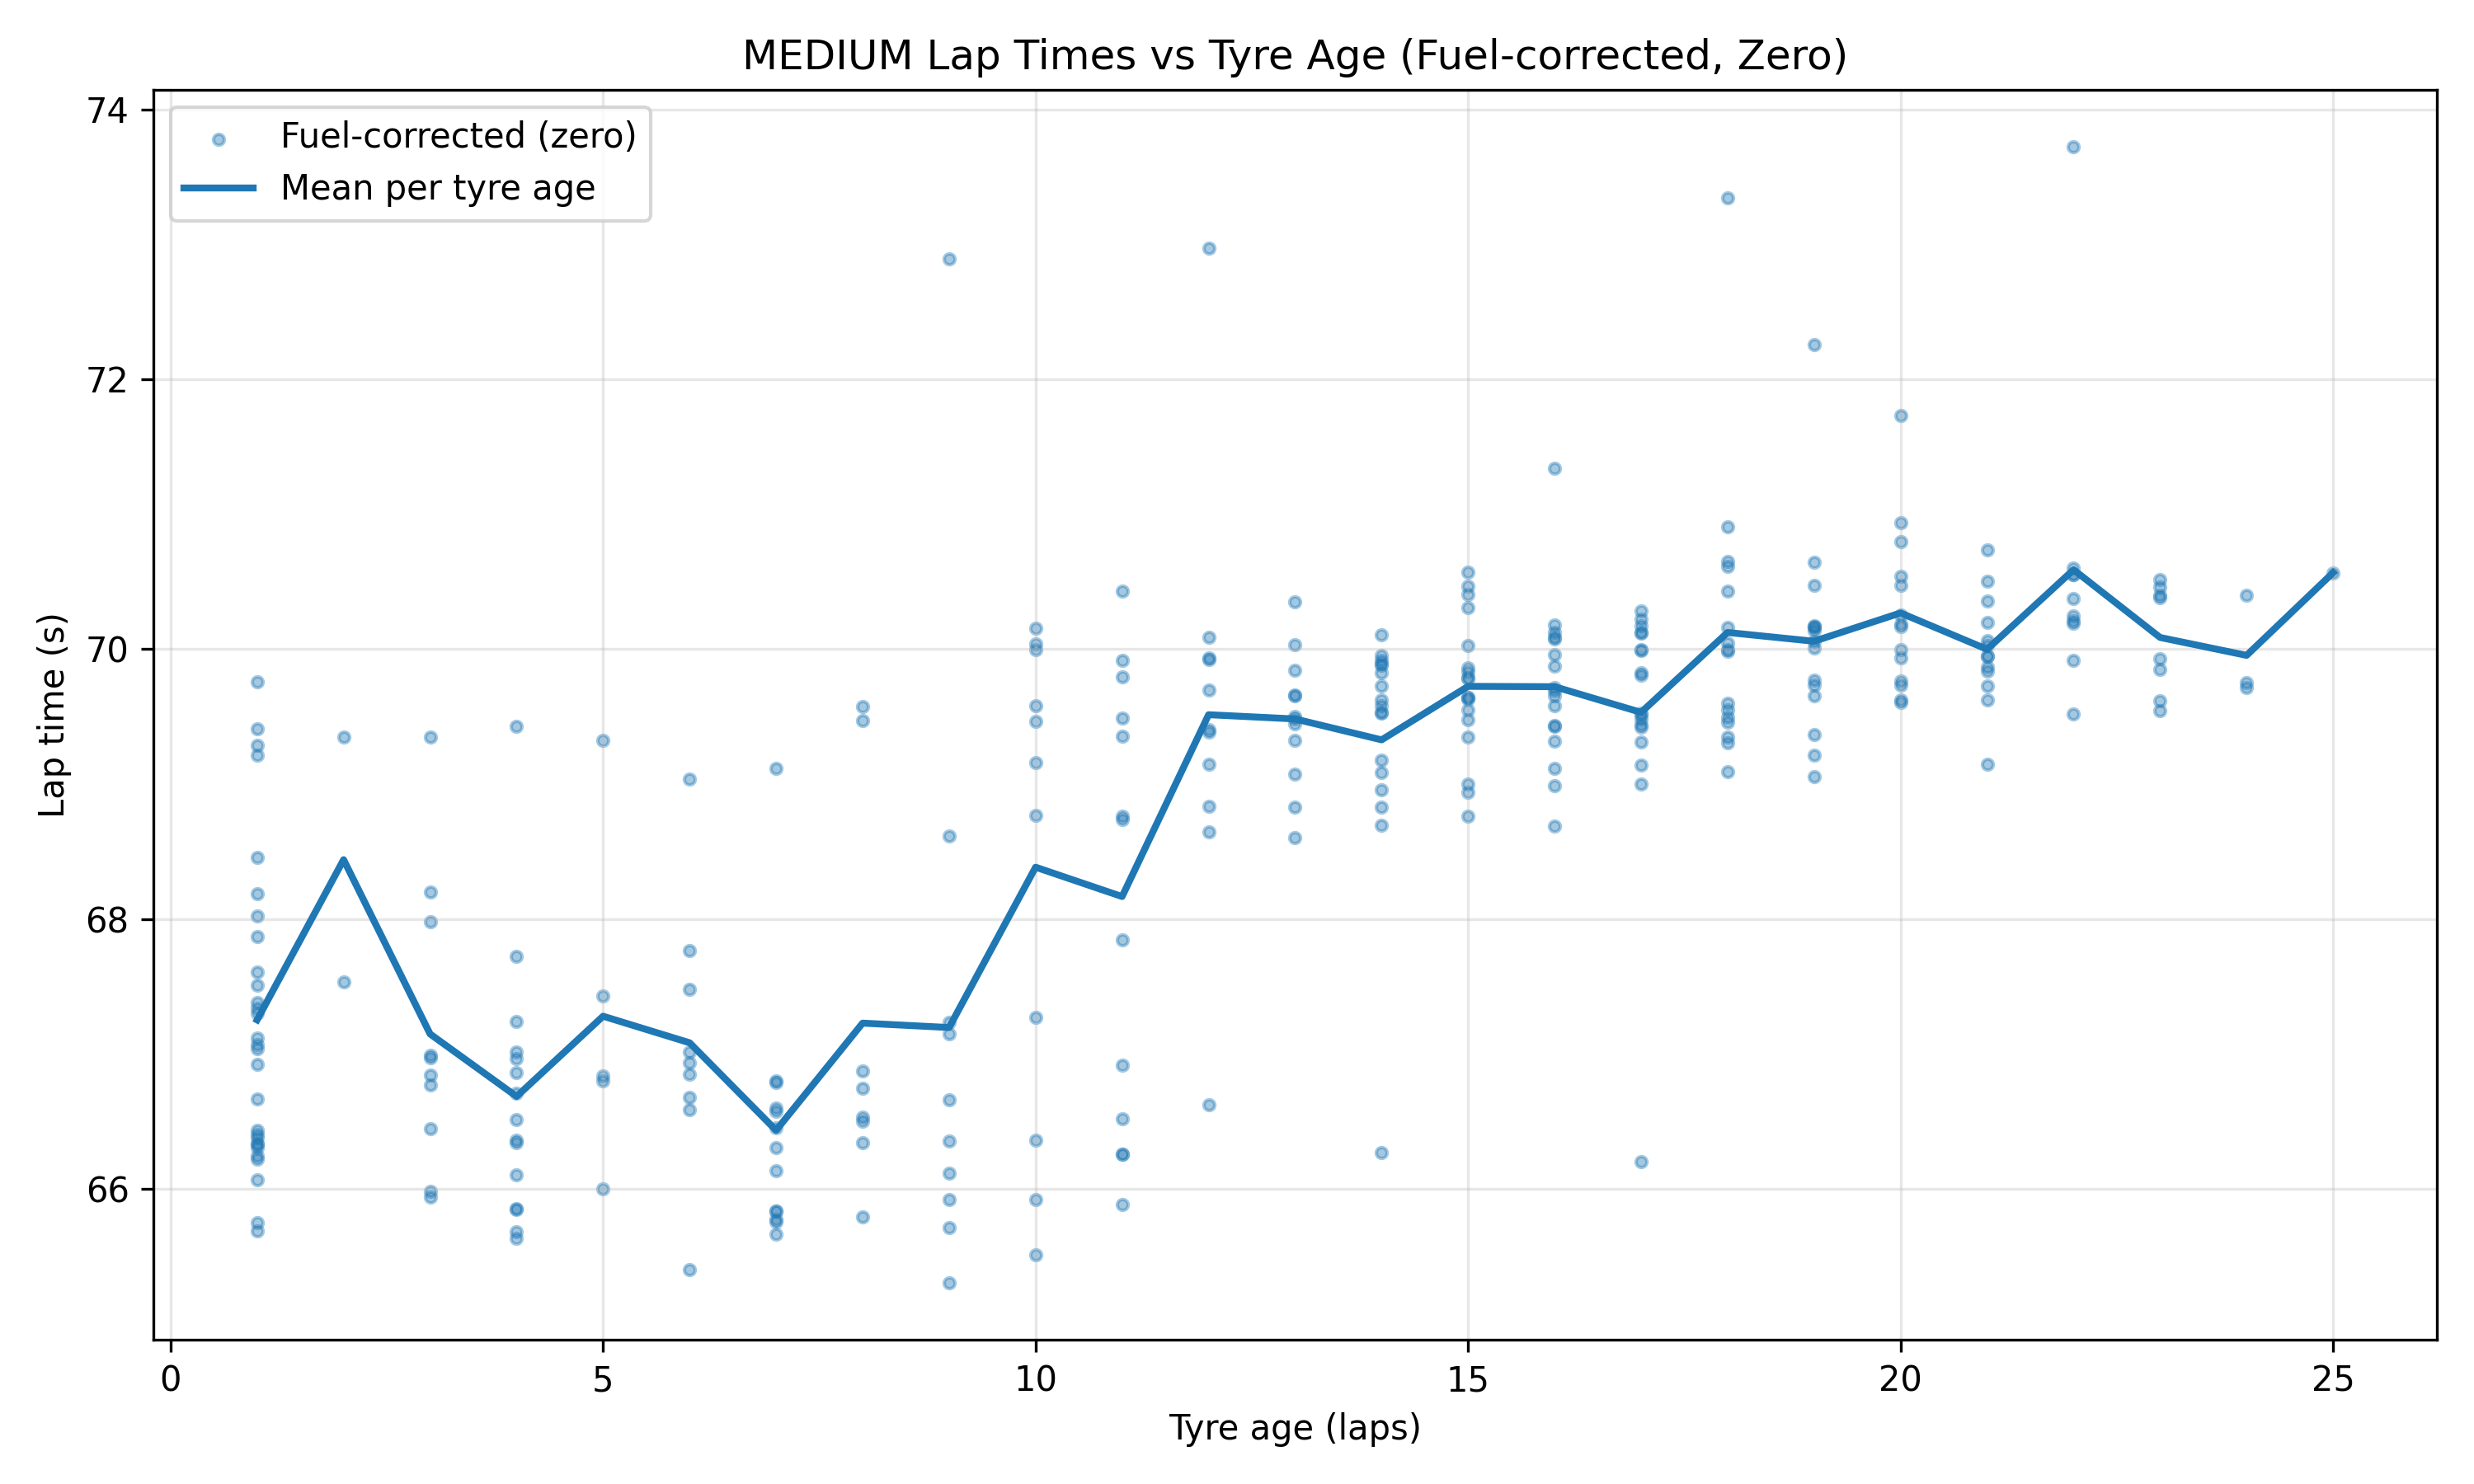 MEDIUM Lap Times vs Tyre Age (Fuel-corrected, Zero)
Fuel-corrected (zero)
Mean per tyre age
74
72
70
68
66
Lap time (s)
0 5 10 15 20 25
Tyre age (laps)